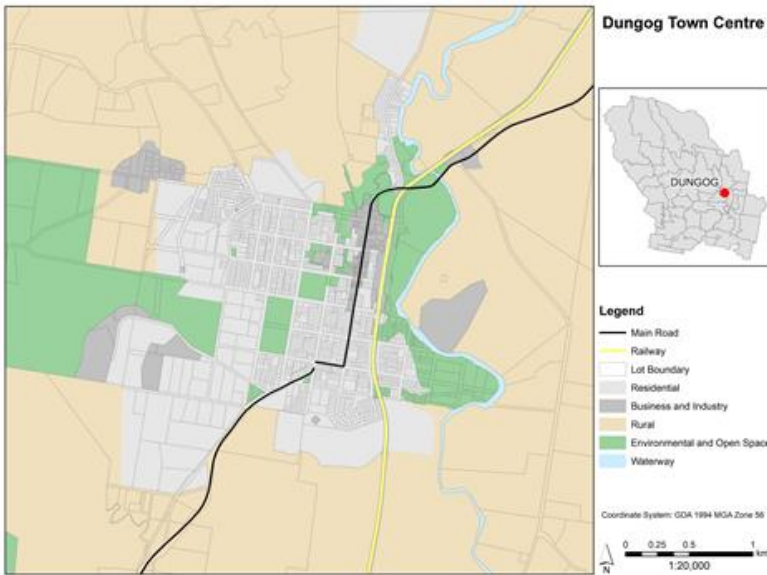 Dungog Town Centre
DUNGOG
Legend
Main Road
Railway
Lot Boundary
Residential
Business and Industry
Rural
Environmental and Open Space
Waterway
Coordinate System: GDA 1994 MGA Zone 56
0 0.25 0.5 1
km
N
1:20,000